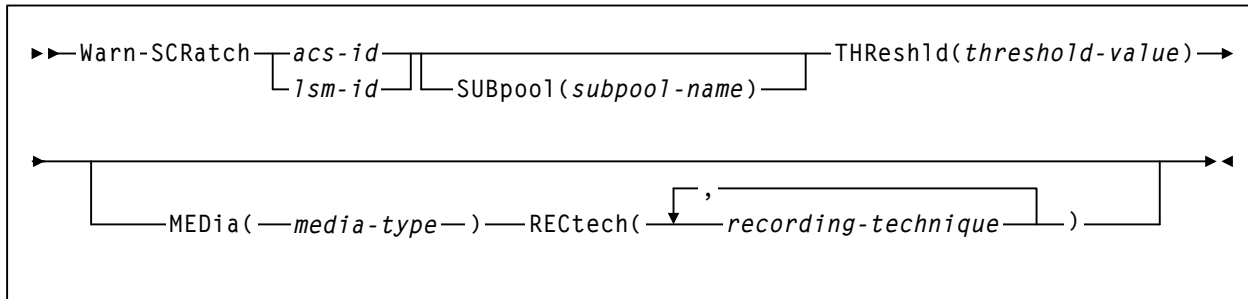 Warn-SCRatch acs-id THReshld(threshold-value)
lsm-id SUBpool(subpool-name)
,
MEDia( media-type ) RECtech( recording-technique )